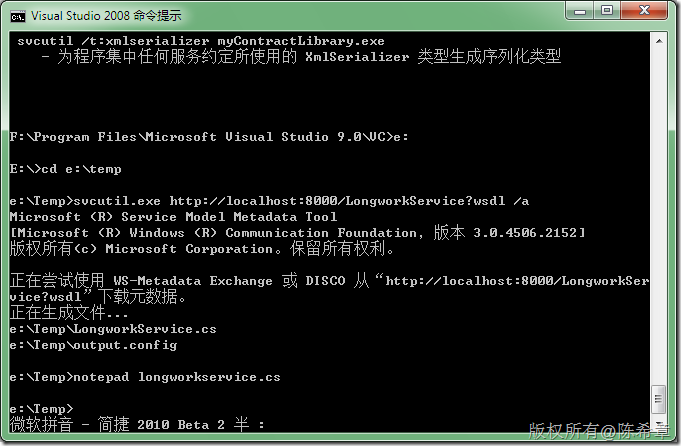 Visual Studio 2008 命令提示
svcutil /t:xmlserializer myContractLibrary.exe
- 为程序集中任何服务约定所使用的 XmlSerializer 类型生成序列化类型
F:\Program Files\Microsoft Visual Studio 9.0\VC>e:
E:\>cd e:\temp
e:\Temp>svcutil.exe http://localhost:8000/LongworkService?wsdl /a
Microsoft (R) Service Model Metadata Tool
[Microsoft (R) Windows (R) Communication Foundation, 版本 3.0.4506.2152]
版权所有(c) Microsoft Corporation。保留所有权利。
正在尝试使用 WS-Metadata Exchange 或 DISCO 从“http://localhost:8000/LongworkSer
vice?wsdl”下载元数据。
正在生成文件...
e:\Temp\LongworkService.cs
e:\Temp\output.config
e:\Temp>notepad longworkservice.cs
e:\Temp>
微软拼音 - 简捷 2010 Beta 2 半 :
版权所有@陈希章